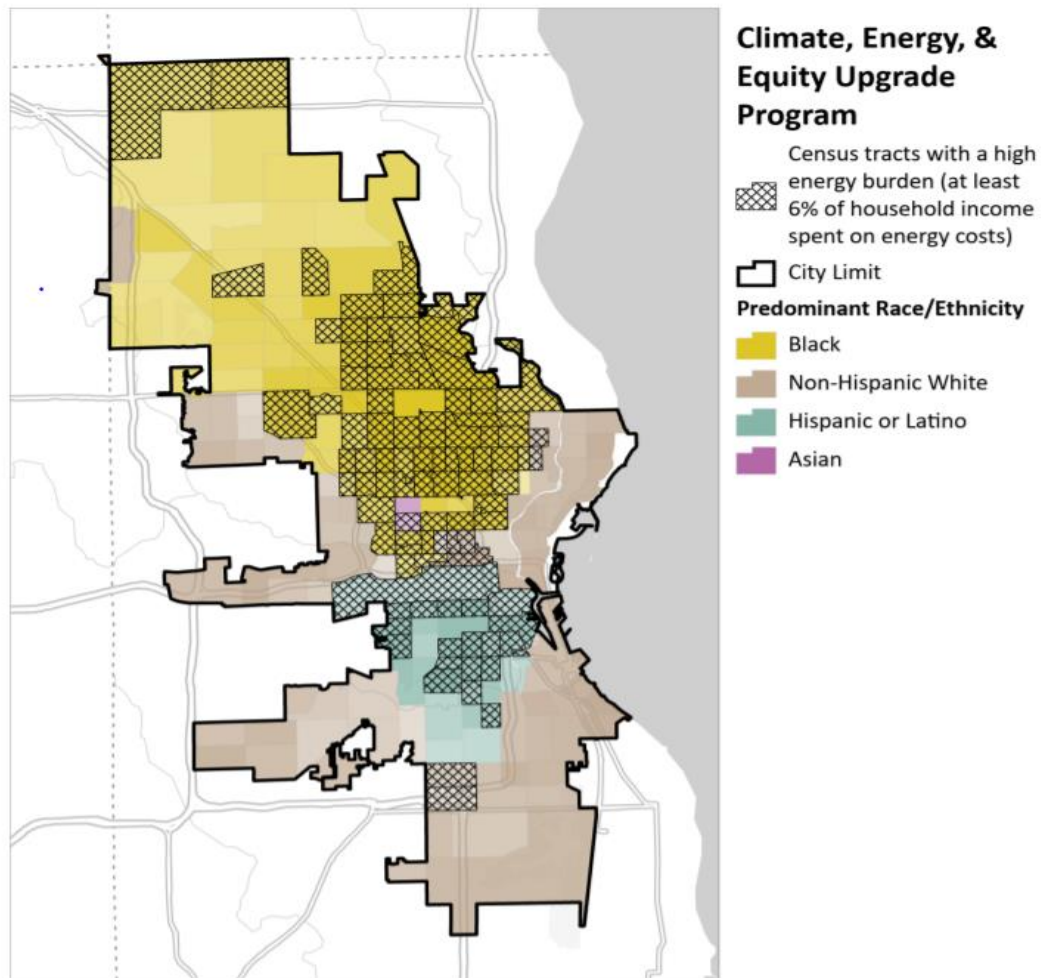 Climate, Energy, &
Equity Upgrade
Program
Census tracts with a high
energy burden (at least
6% of household income
spent on energy costs)
City Limit
Predominant Race/Ethnicity
Black
Non-Hispanic White
Hispanic or Latino
Asian